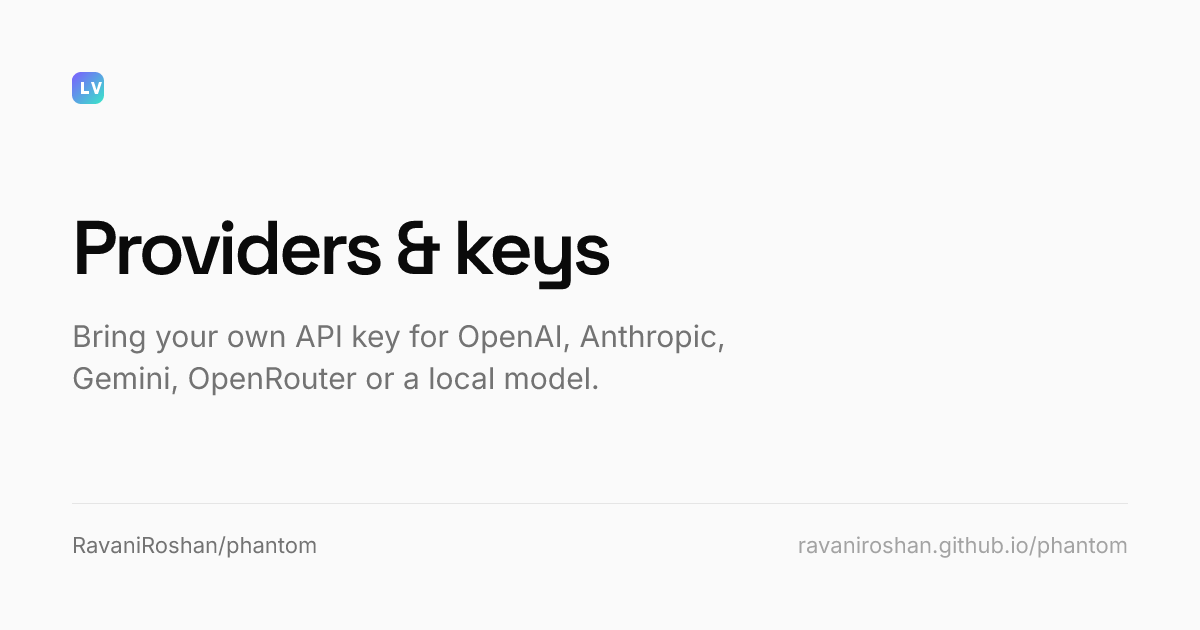 LV
Providers & keys
Bring your own API key for OpenAI, Anthropic,
Gemini, OpenRouter or a local model.
RavaniRoshan/phantom
ravaniroshan.github.io/phantom